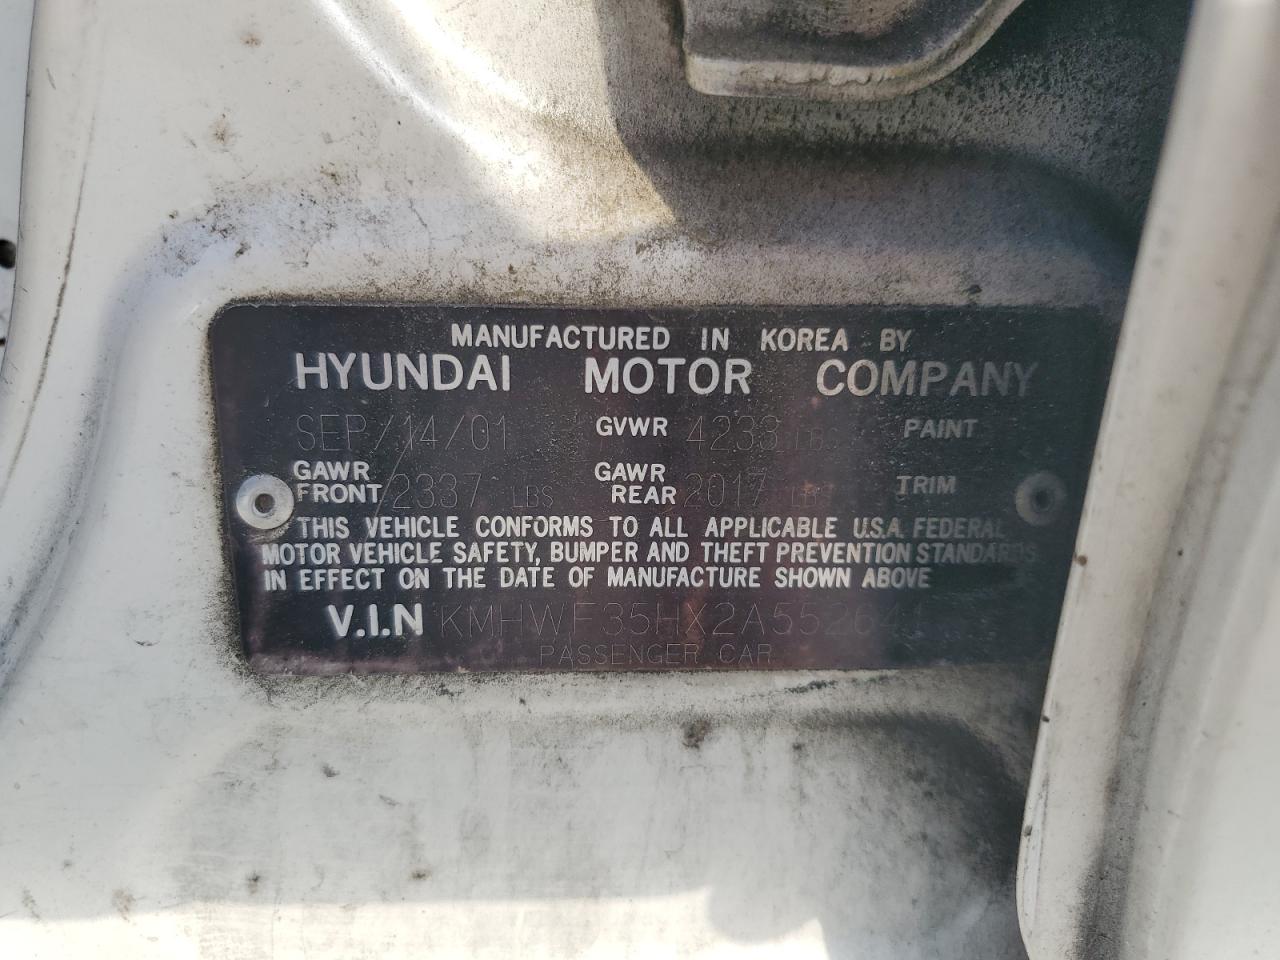 MANUFACTURED IN KOREA BY
HYUNDAI MOTOR COMPANY
SEP/14/01 GVWR 4233 LBS PAINT
GAWR FRONT 2337 LBS GAWR REAR 2017 LBS TRIM
THIS VEHICLE CONFORMS TO ALL APPLICABLE U.S.A. FEDERAL
MOTOR VEHICLE SAFETY, BUMPER AND THEFT PREVENTION STANDARDS
IN EFFECT ON THE DATE OF MANUFACTURE SHOWN ABOVE
V.I.N KMHWF35HX2A552641
PASSENGER CAR